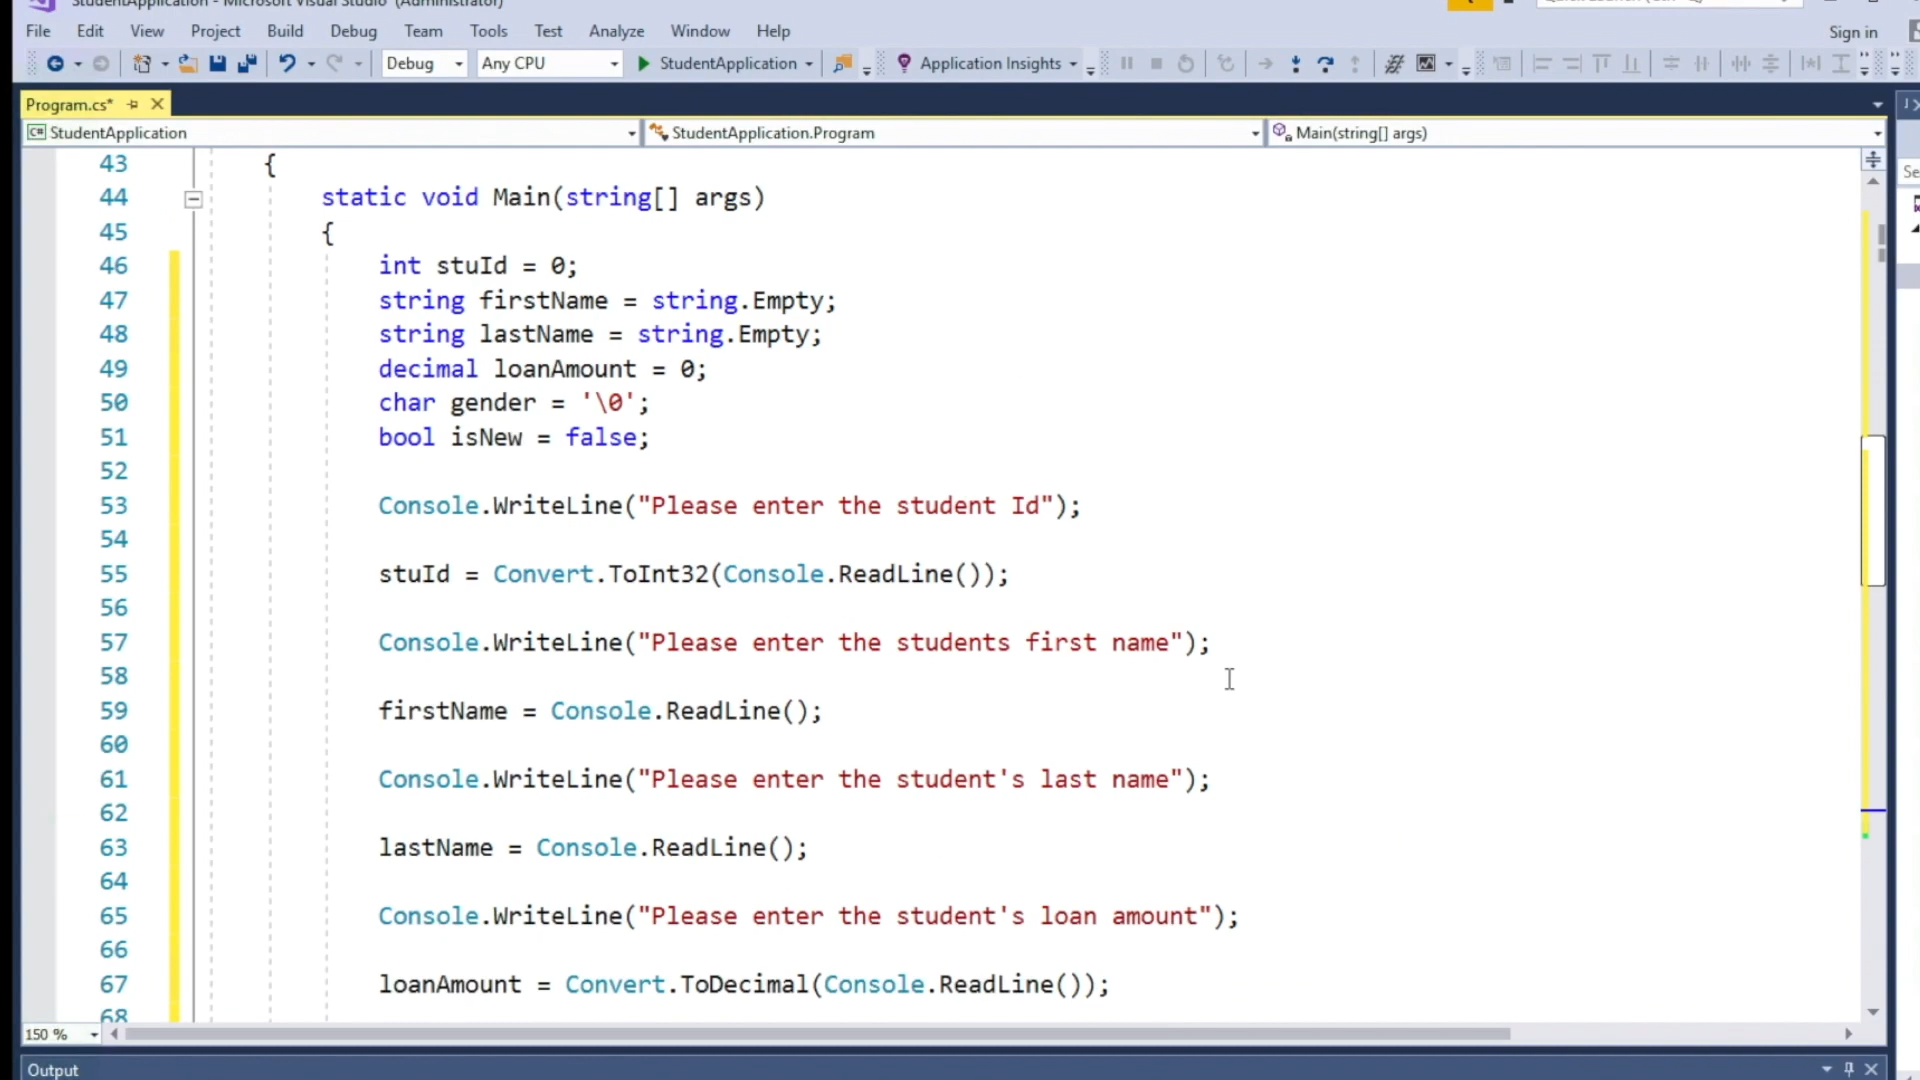 StudentApplication - Microsoft Visual Studio (Administrator)
File Edit View Project Build Debug Team Tools Test Analyze Window Help
Sign in
Debug Any CPU StudentApplication Application Insights
Program.cs*
StudentApplication StudentApplication.Program Main(string[] args)
43 {
44 static void Main(string[] args)
45 {
46 int stuId = 0;
47 string firstName = string.Empty;
48 string lastName = string.Empty;
49 decimal loanAmount = 0;
50 char gender = '\0';
51 bool isNew = false;
52
53 Console.WriteLine("Please enter the student Id");
54
55 stuId = Convert.ToInt32(Console.ReadLine());
56
57 Console.WriteLine("Please enter the students first name");
58
59 firstName = Console.ReadLine();
60
61 Console.WriteLine("Please enter the student's last name");
62
63 lastName = Console.ReadLine();
64
65 Console.WriteLine("Please enter the student's loan amount");
66
67 loanAmount = Convert.ToDecimal(Console.ReadLine());
68
150 %
Output